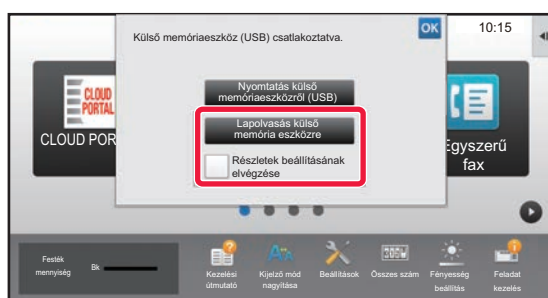 Külső memóriaeszköz (USB) csatlakoztatva.
OK
10:15
Nyomtatás külső
memóriaeszközről (USB)
CLOUD
PORTAL
CLOUD POR
Lapolvasás külső
memória eszközre
Részletek beállításának
elvégzése
Egyszerű
fax
Festék
mennyiség
Bk
Kezelési
útmutató
Kijelző mód
nagyítása
Beállítások
Összes szám
Fényesség
beállítás
Feladat
kezelés